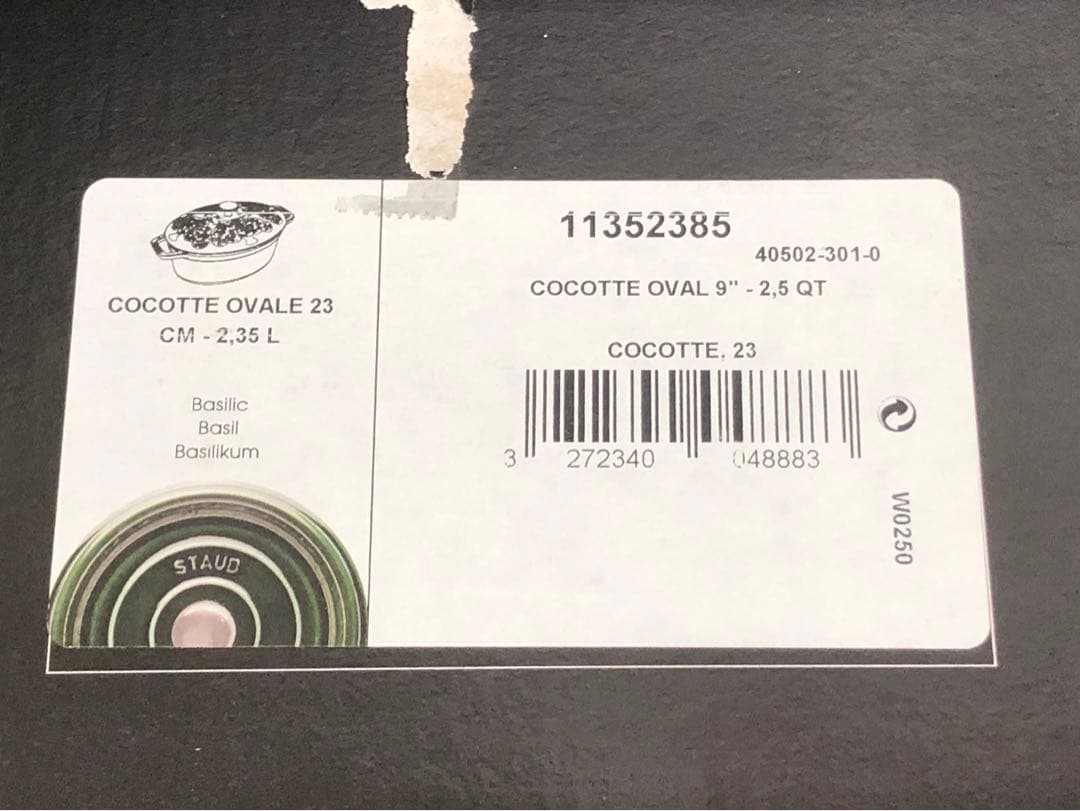 COCOTTE OVALE 23
CM - 2,35 L
Basilic
Basil
Basilikum
STAUB
11352385
40502-301-0
COCOTTE OVAL 9" - 2,5 QT
COCOTTE, 23
3 272340 048883
W0250